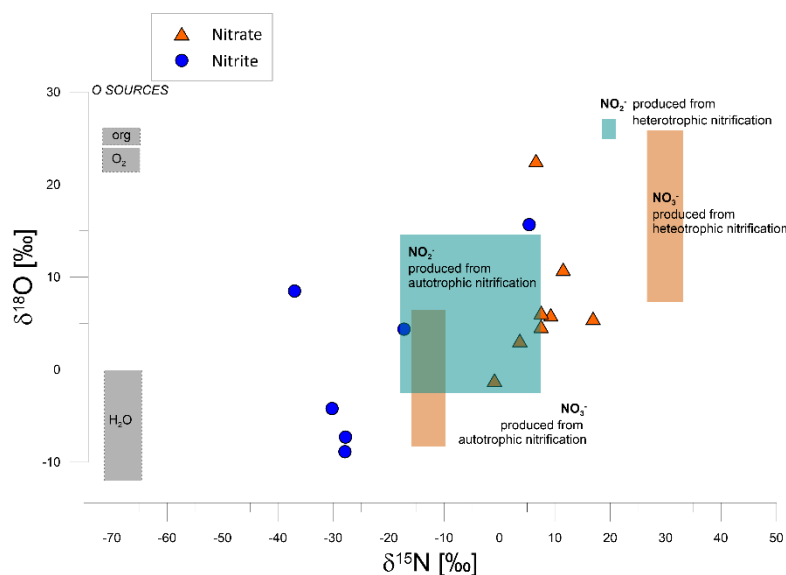 Nitrate
Nitrite
O SOURCES
30
20
10
0
-10
δ¹⁸O [‰]
org
O₂
H₂O
NO₂⁻ produced from
heterotrophic nitrification
NO₃⁻
produced from
heteotrophic nitrification
NO₂⁻
produced from
autotrophic nitrification
NO₃⁻
produced from
autotrophic nitrification
-70 -60 -50 -40 -30 -20 -10 0 10 20 30 40 50
δ¹⁵N [‰]